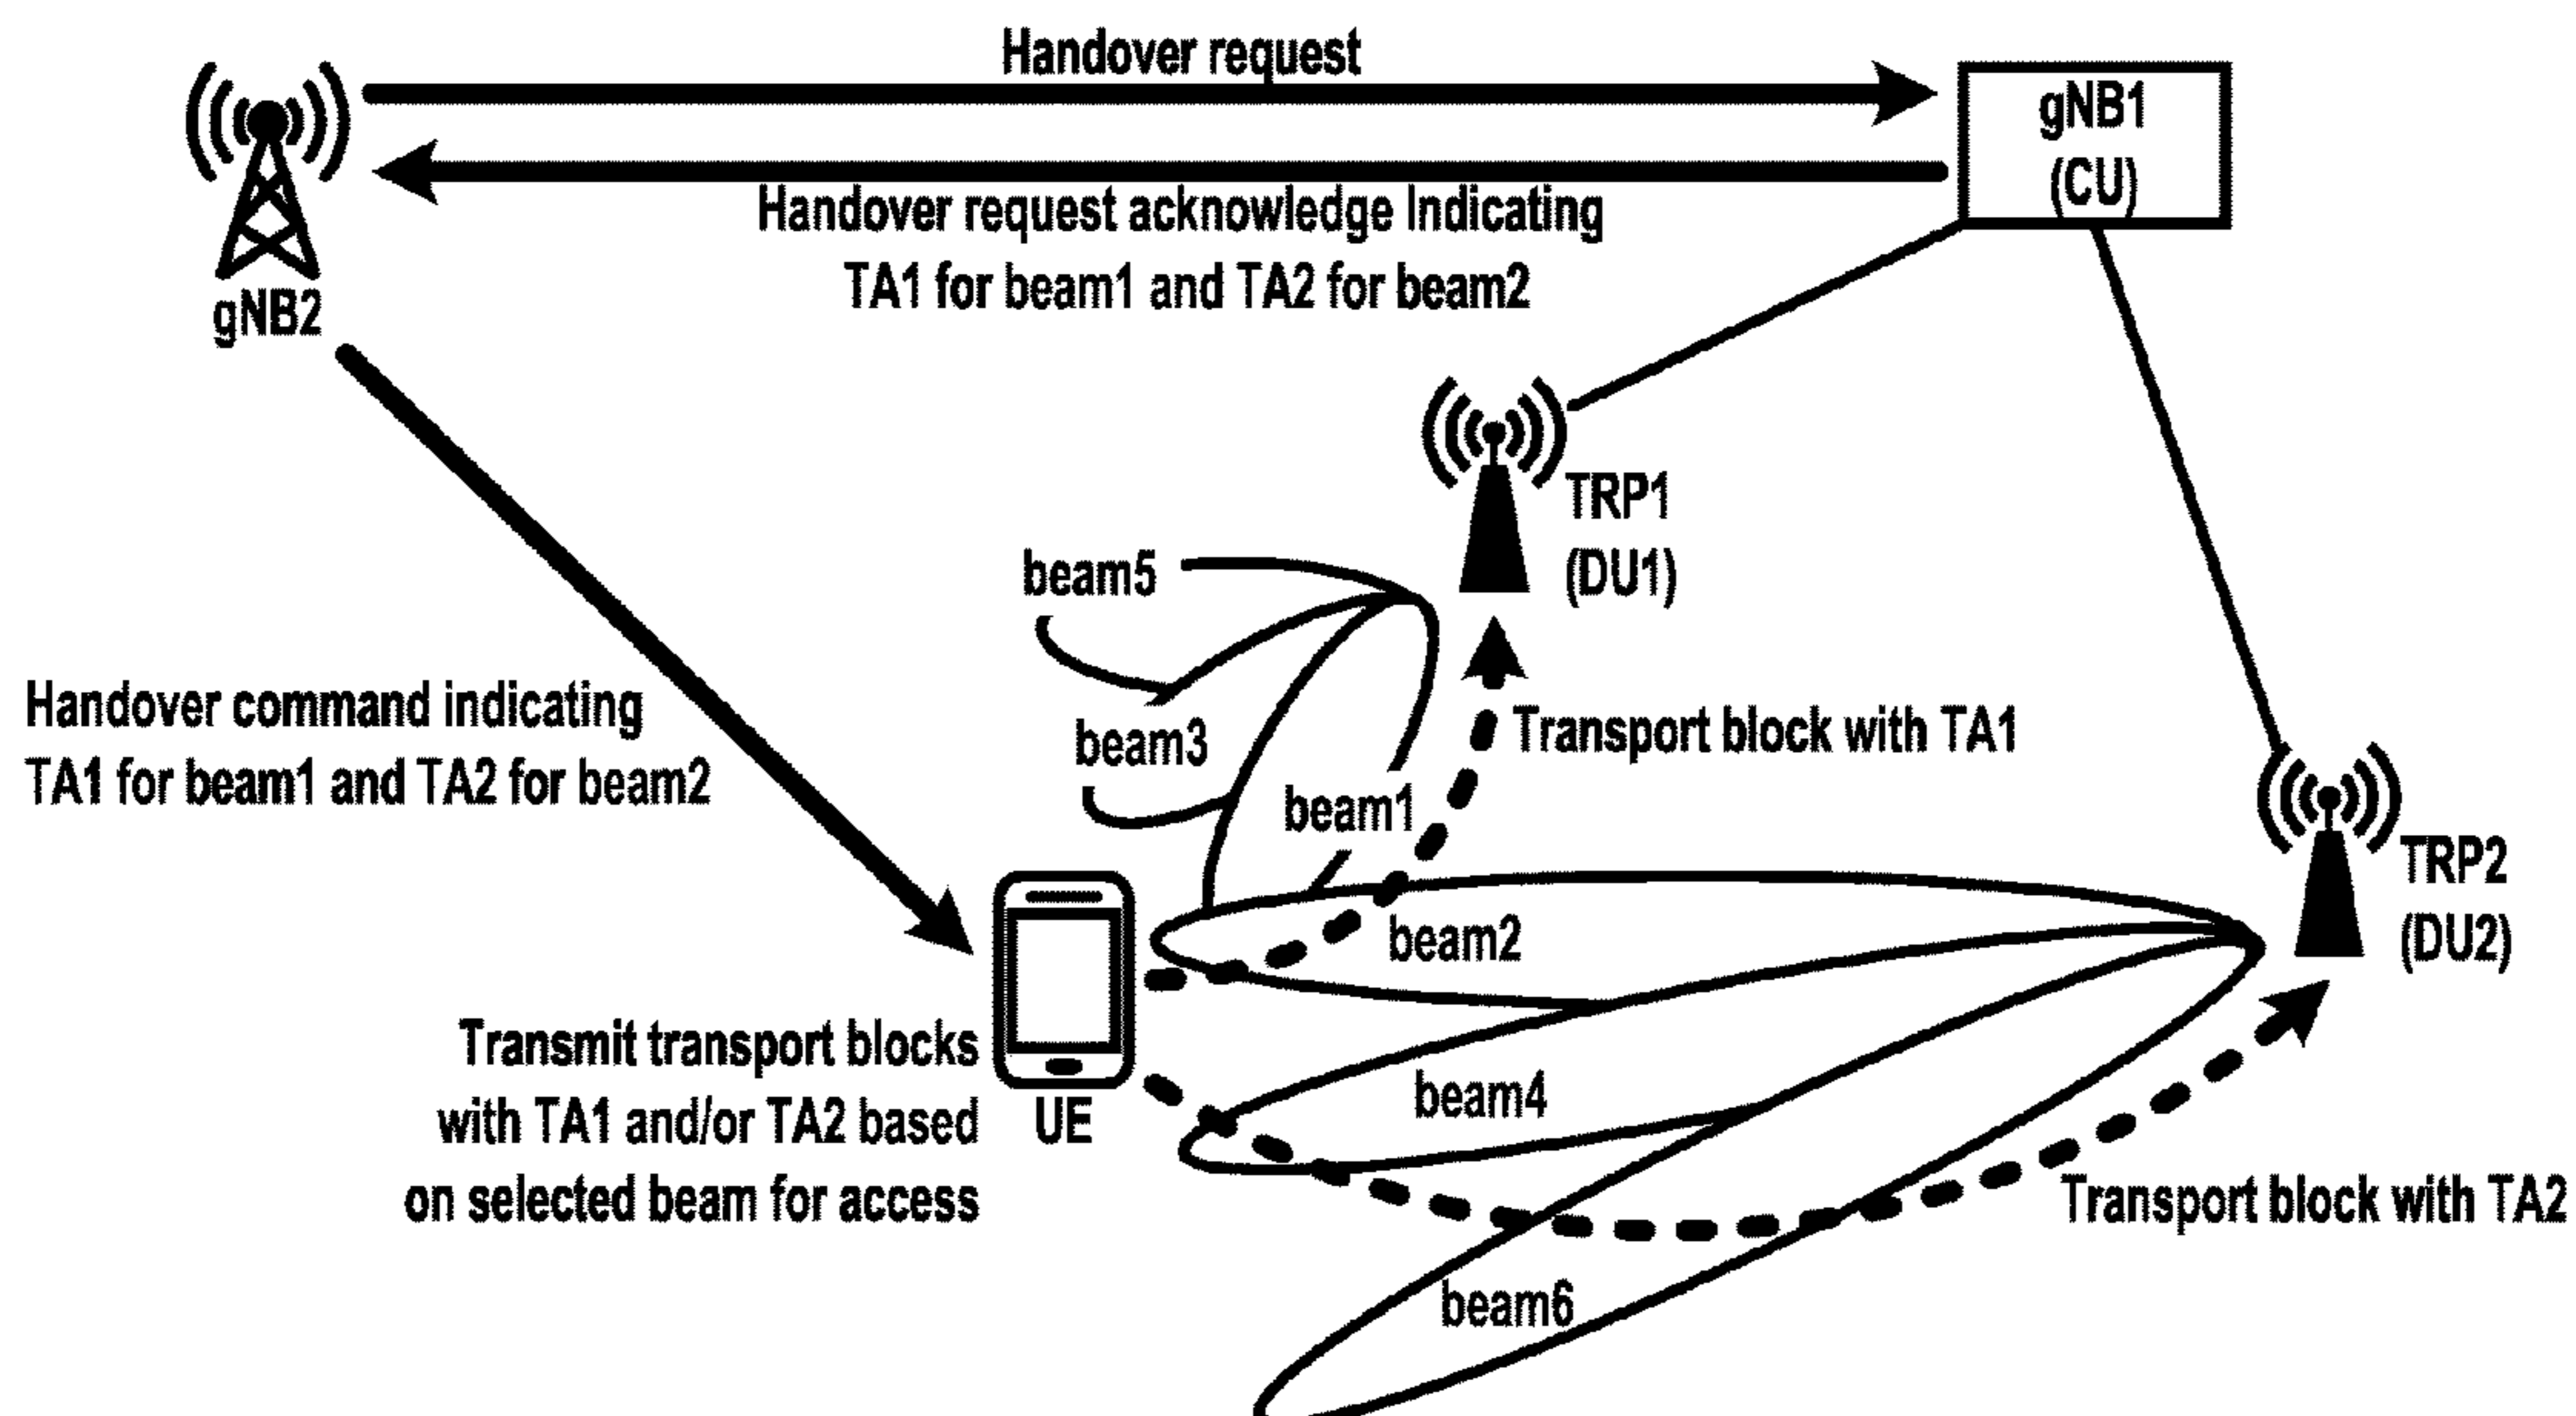 Handover request
gNB1
(CU)
Handover request acknowledge Indicating
TA1 for beam1 and TA2 for beam2
gNB2
TRP1
(DU1)
beam5
Handover command indicating
TA1 for beam1 and TA2 for beam2
beam3
Transport block with TA1
beam1
TRP2
(DU2)
beam2
Transmit transport blocks
with TA1 and/or TA2 based
on selected beam for access
UE
beam4
Transport block with TA2
beam6